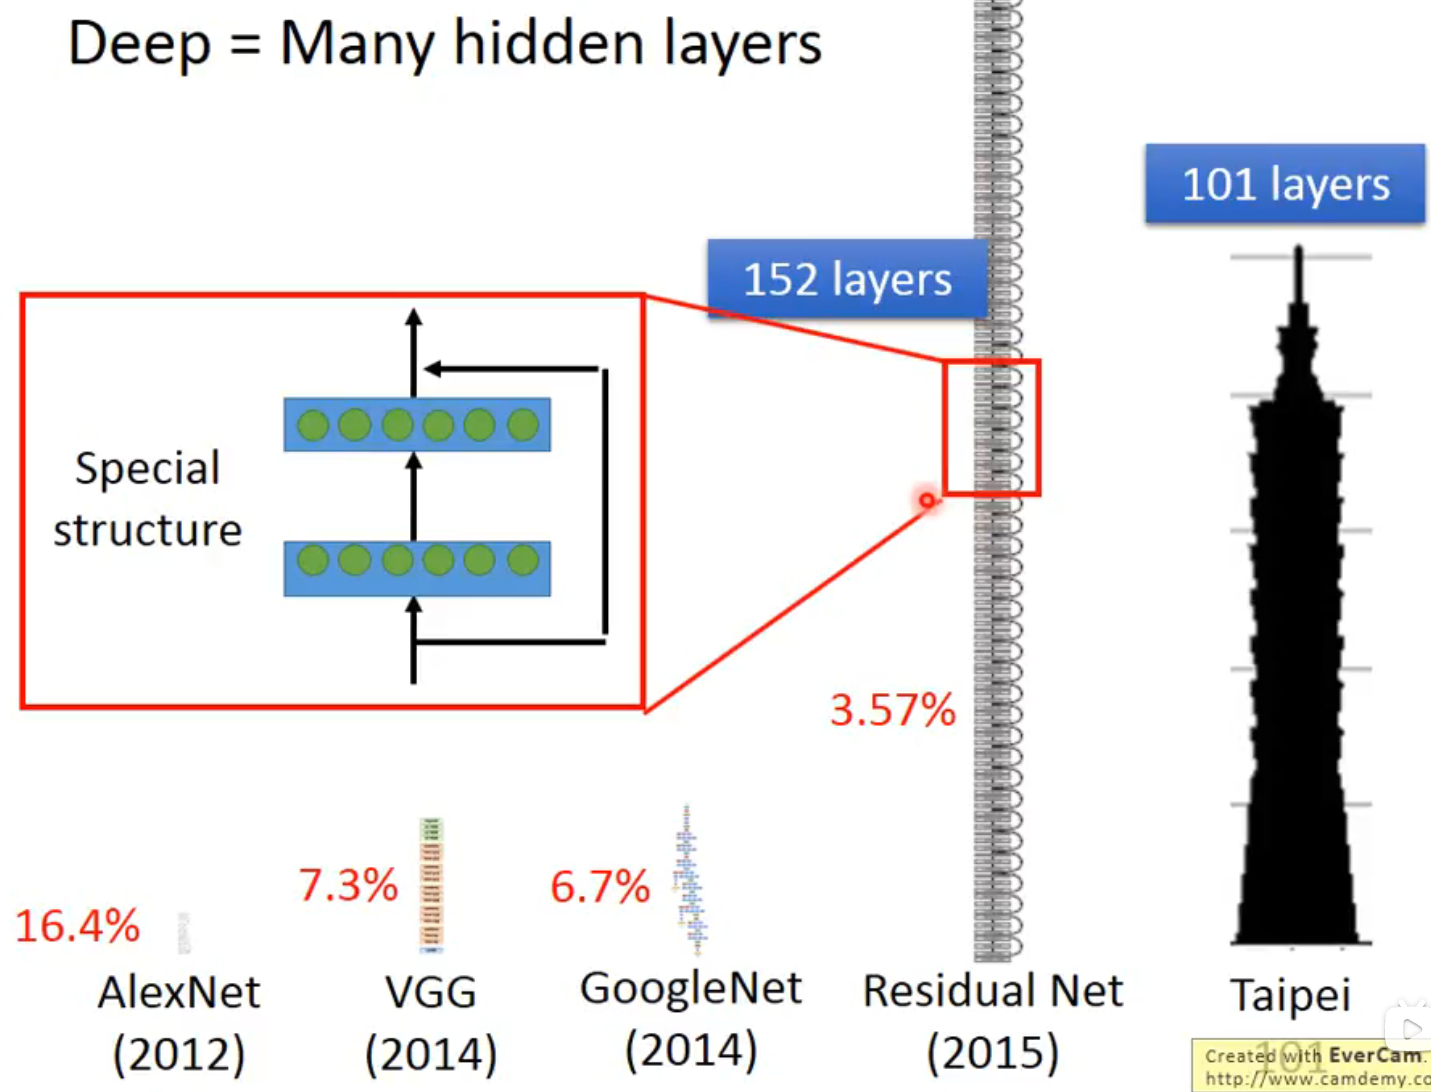 Deep = Many hidden layers
101 layers
152 layers
Special
structure
3.57%
7.3%
6.7%
16.4%
AlexNet
(2012)
VGG
(2014)
GoogleNet
(2014)
Residual Net
(2015)
Taipei
101
Created with EverCam.
http://www.camdemy.co